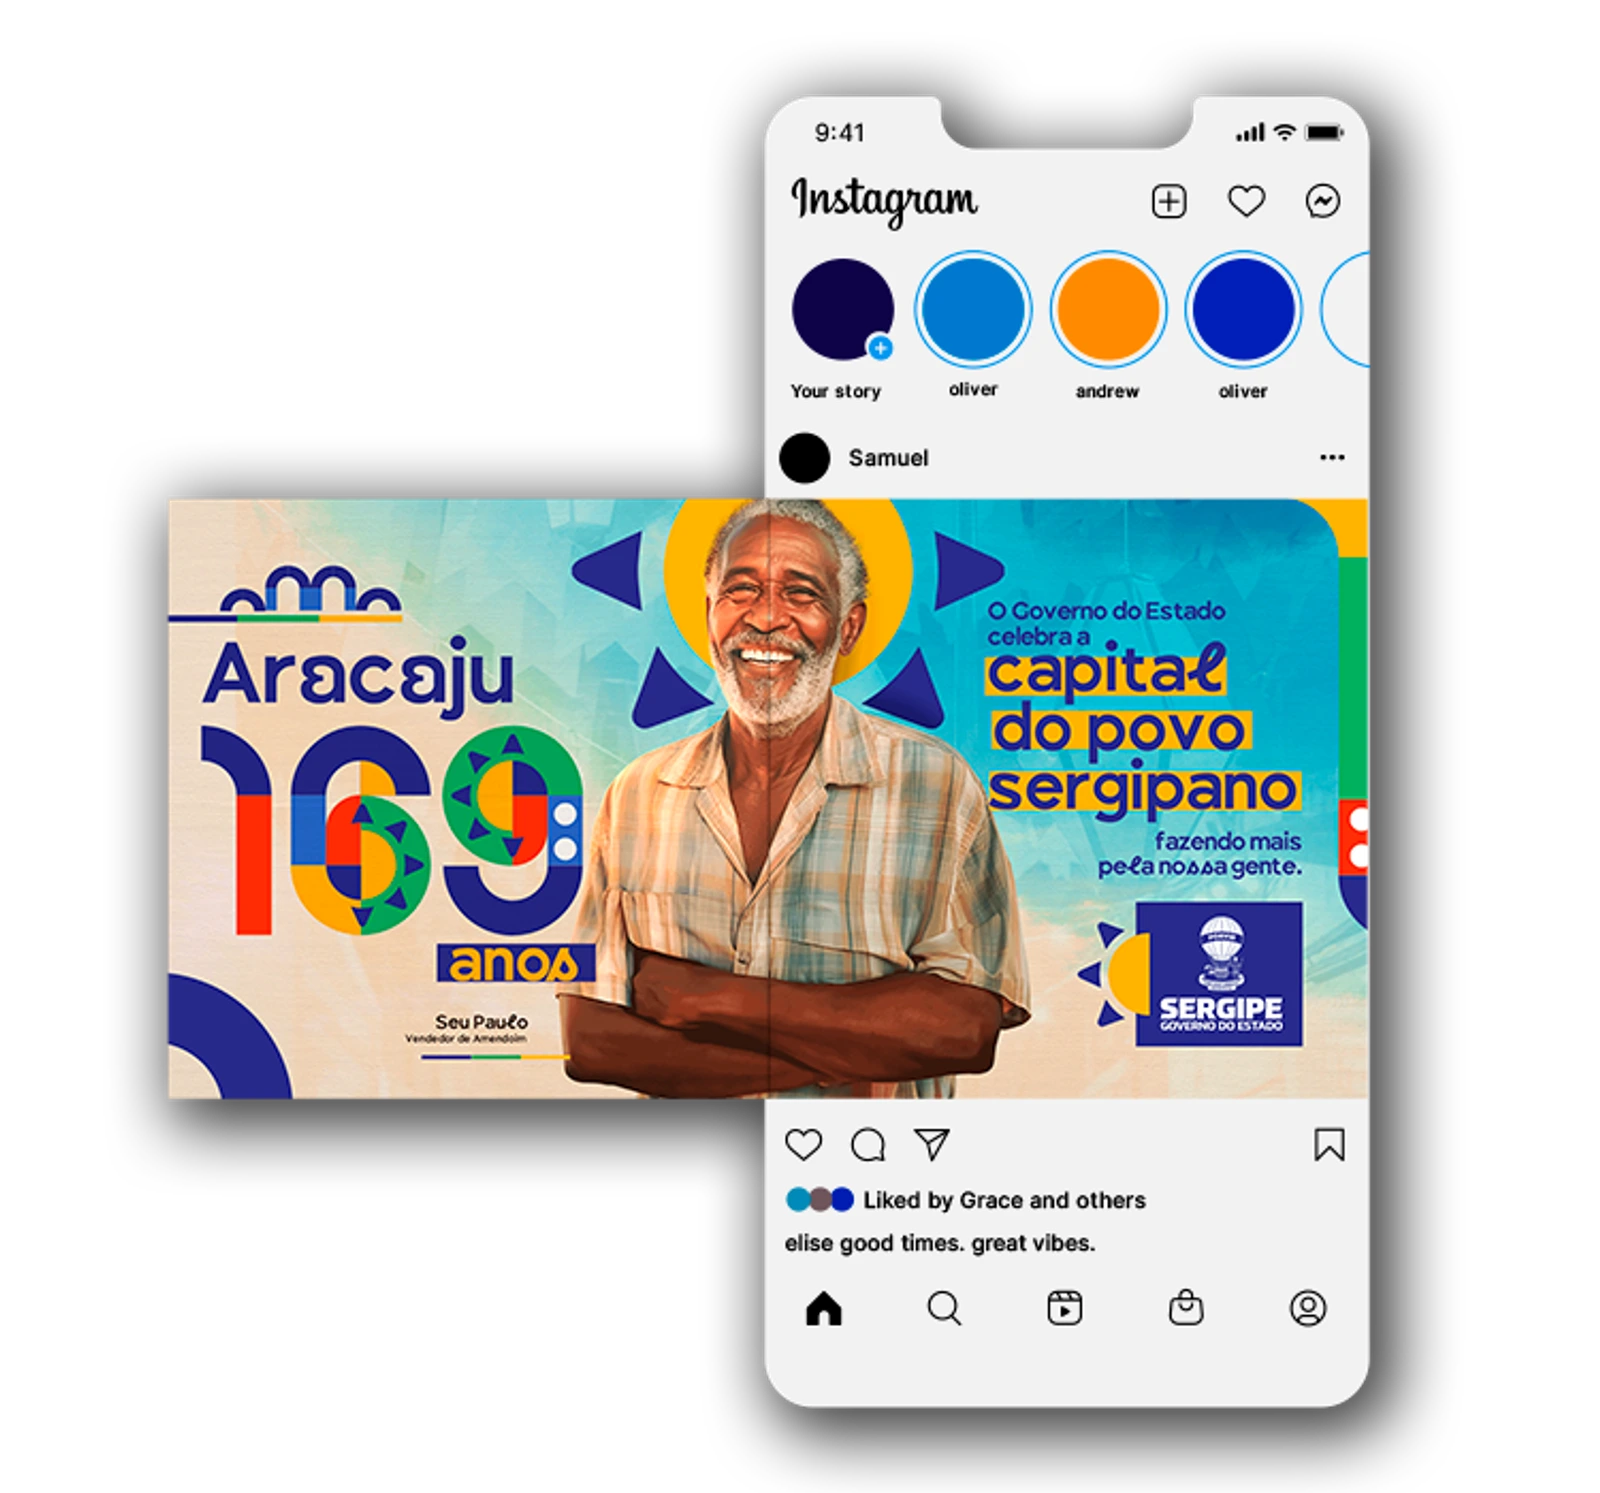 9:41
Instagram
Your story
oliver
andrew
oliver
Samuel
Aracaju
169
anos
Seu Paulo
Vendedor de Amendoim
O Governo do Estado
celebra a
capital
do povo
sergipano
fazendo mais
pela nossa gente.
SERGIPE
GOVERNO DO ESTADO
Liked by Grace and others
elise good times. great vibes.